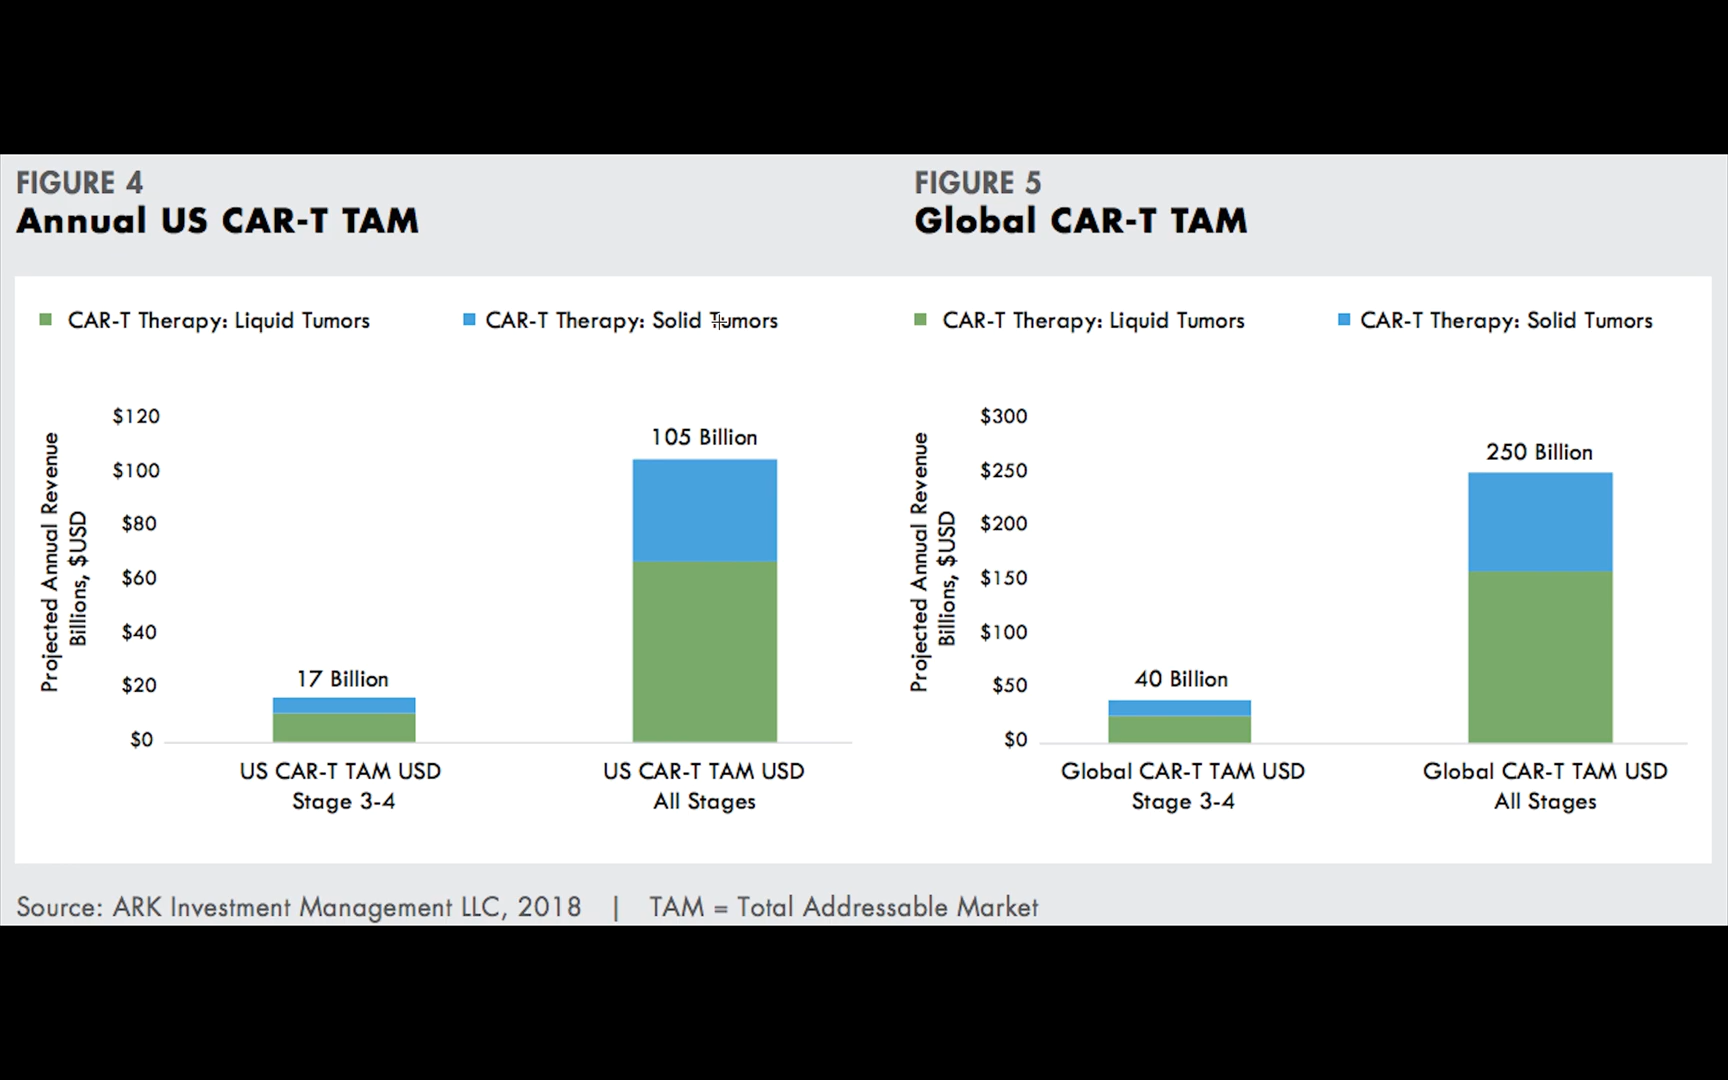 FIGURE 4
Annual US CAR-T TAM
CAR-T Therapy: Liquid Tumors
CAR-T Therapy: Solid Tumors
Projected Annual Revenue
Billions, $USD
$120
$100
$80
$60
$40
$20
$0
17 Billion
105 Billion
US CAR-T TAM USD
Stage 3-4
US CAR-T TAM USD
All Stages
FIGURE 5
Global CAR-T TAM
CAR-T Therapy: Liquid Tumors
CAR-T Therapy: Solid Tumors
Projected Annual Revenue
Billions, $USD
$300
$250
$200
$150
$100
$50
$0
40 Billion
250 Billion
Global CAR-T TAM USD
Stage 3-4
Global CAR-T TAM USD
All Stages
Source: ARK Investment Management LLC, 2018 | TAM = Total Addressable Market